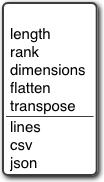 length
rank
dimensions
flatten
transpose
lines
csv
json